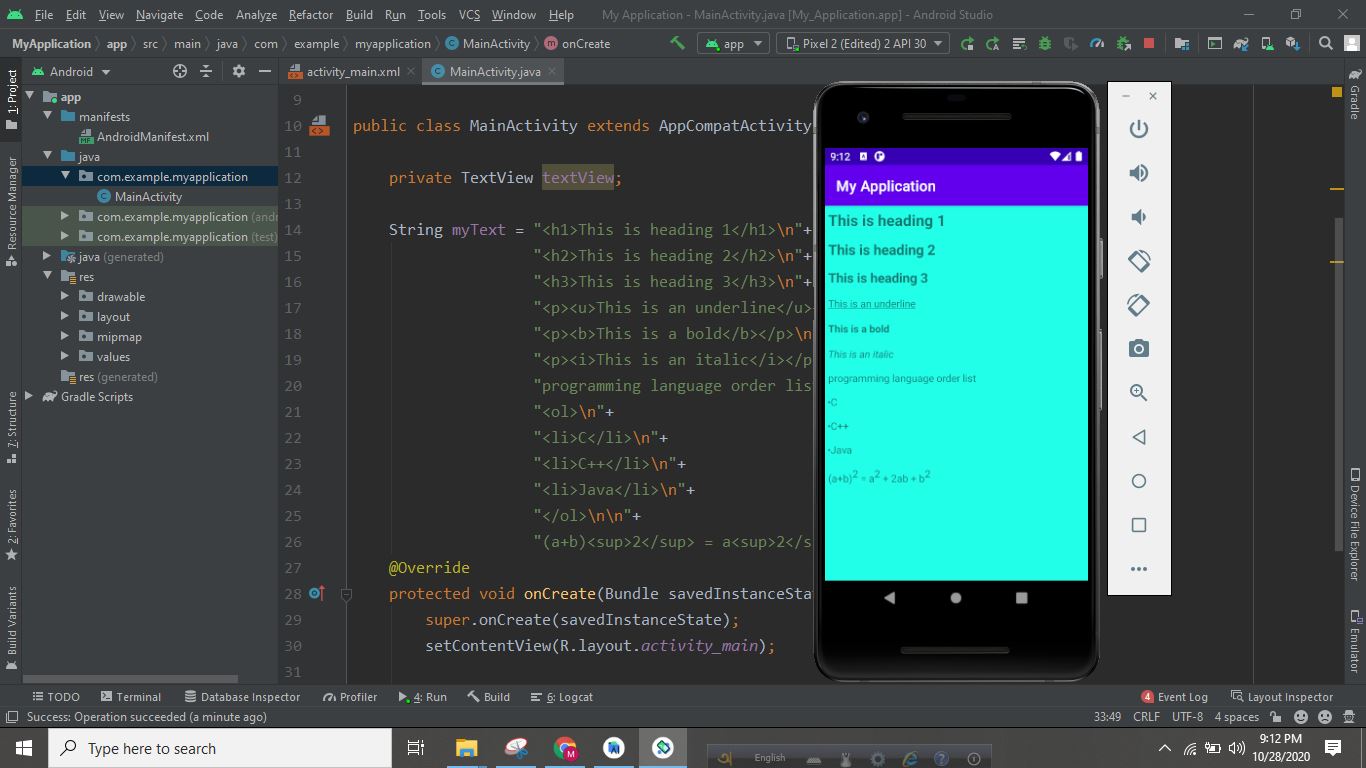 File Edit View Navigate Code Analyze Refactor Build Run Tools VCS Window Help My Application - MainActivity.java [My_Application.app] - Android Studio
MyApplication app src main java com example myapplication MainActivity onCreate app Pixel 2 (Edited) 2 API 30
Android activity_main.xml MainActivity.java
1: Project
Resource Manager
7: Structure
2: Favorites
Build Variants
app
manifests
AndroidManifest.xml
java
com.example.myapplication
MainActivity
com.example.myapplication (andr
com.example.myapplication (test)
java (generated)
res
drawable
layout
mipmap
values
res (generated)
Gradle Scripts
9
10 public class MainActivity extends AppCompatActivity
11
12 private TextView textView;
13
14 String myText = "<h1>This is heading 1</h1>\n"+
15 "<h2>This is heading 2</h2>\n"+
16 "<h3>This is heading 3</h3>\n"+
17 "<p><u>This is an underline</u>
18 "<p><b>This is a bold</b></p>\n
19 "<p><i>This is an italic</i></p
20 "programming language order list
21 "<ol>\n"+
22 "<li>C</li>\n"+
23 "<li>C++</li>\n"+
24 "<li>Java</li>\n"+
25 "</ol>\n\n"+
26 "(a+b)<sup>2</sup> = a<sup>2</s
27 @Override
28 protected void onCreate(Bundle savedInstanceSta
29 super.onCreate(savedInstanceState);
30 setContentView(R.layout.activity_main);
31
9:12
My Application
This is heading 1
This is heading 2
This is heading 3
This is an underline
This is a bold
This is an italic
programming language order list
•C
•C++
•Java
(a+b)2 = a2 + 2ab + b2
Gradle
Device File Explorer
Emulator
TODO Terminal Database Inspector Profiler 4: Run Build 6: Logcat 4 Event Log Layout Inspector
Success: Operation succeeded (a minute ago) 33:49 CRLF UTF-8 4 spaces
Type here to search English 9:12 PM
10/28/2020